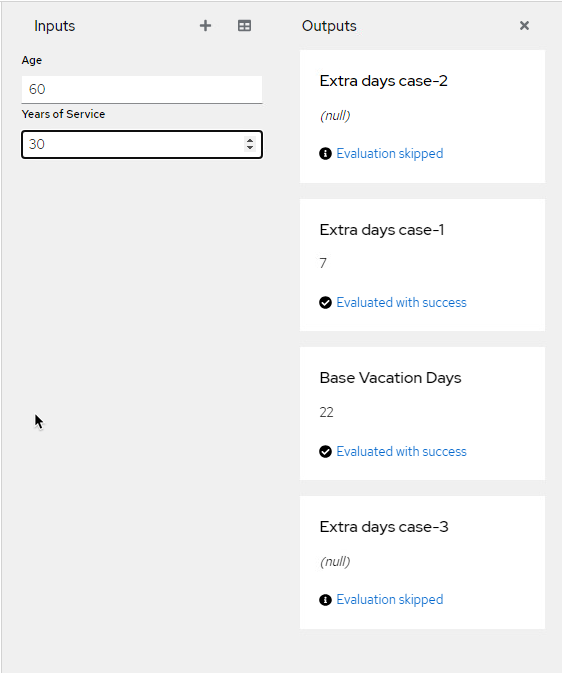 Inputs
Age
60
Years of Service
30
Outputs
Extra days case-2
(null)
Evaluation skipped
Extra days case-1
7
Evaluated with success
Base Vacation Days
22
Evaluated with success
Extra days case-3
(null)
Evaluation skipped